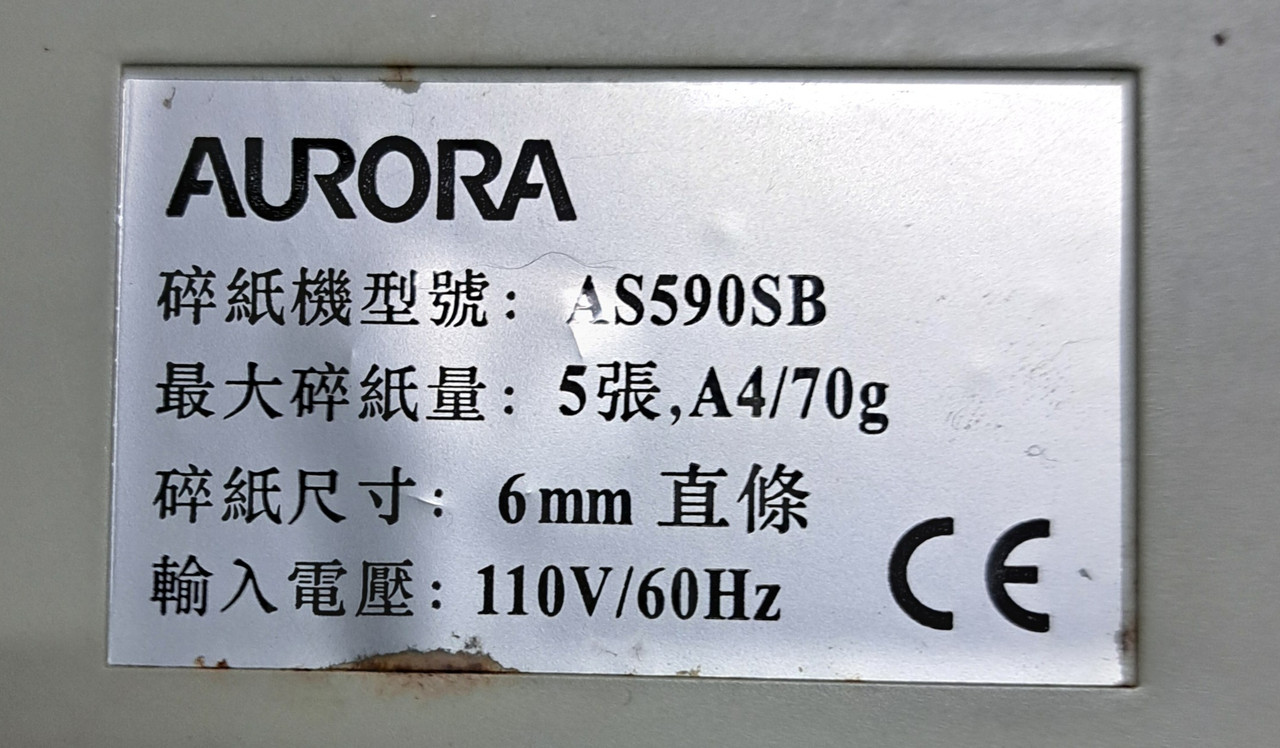 AURORA
碎紙機型號：AS590SB
最大碎紙量：5張,A4/70g
碎紙尺寸：6mm 直條
輸入電壓：110V/60Hz
CE